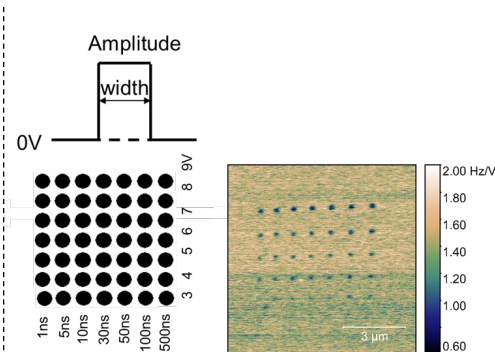 Amplitude
width
0V
9V
8
7
6
5
4
3
1ns
5ns
10ns
30ns
50ns
100ns
500ns
2.00 Hz/V
1.80
1.60
1.40
1.20
1.00
0.60
3 µm